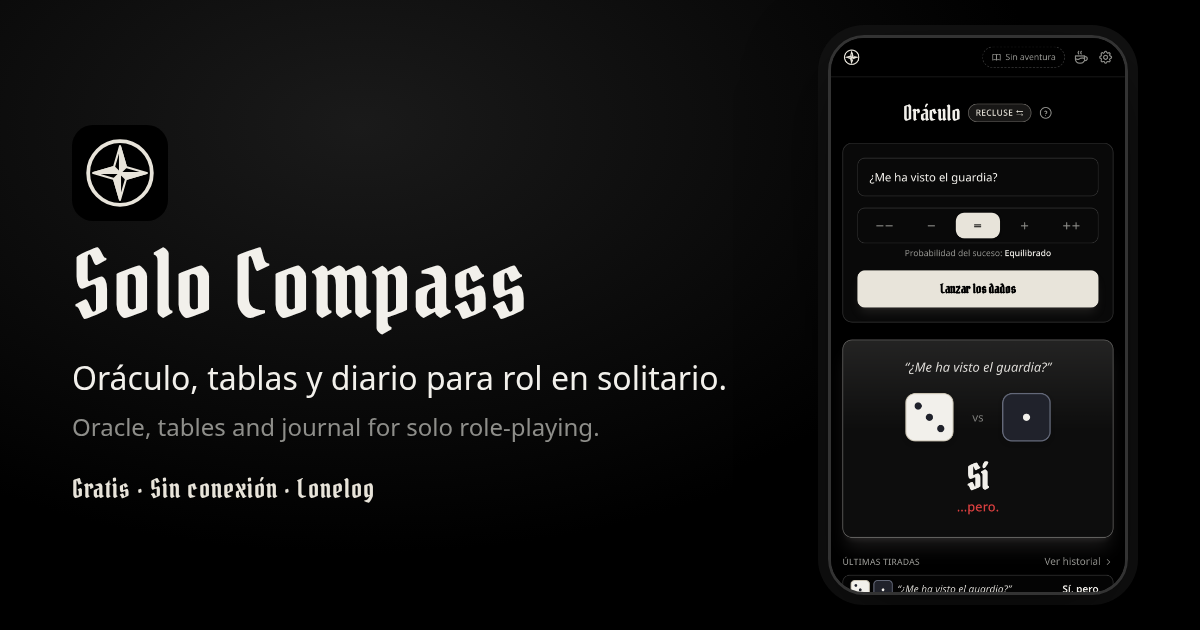 Solo Compass
Oráculo, tablas y diario para rol en solitario.
Oracle, tables and journal for solo role-playing.
Gratis · Sin conexión · Lonelog
Sin aventura
Oráculo RECLUSE ⇆ ?
¿Me ha visto el guardia?
−− − = + ++
Probabilidad del suceso: Equilibrado
Lanzar los dados
“¿Me ha visto el guardia?”
vs
Sí
...pero.
ÚLTIMAS TIRADAS Ver historial >
“¿Me ha visto el guardia?” Sí, pero